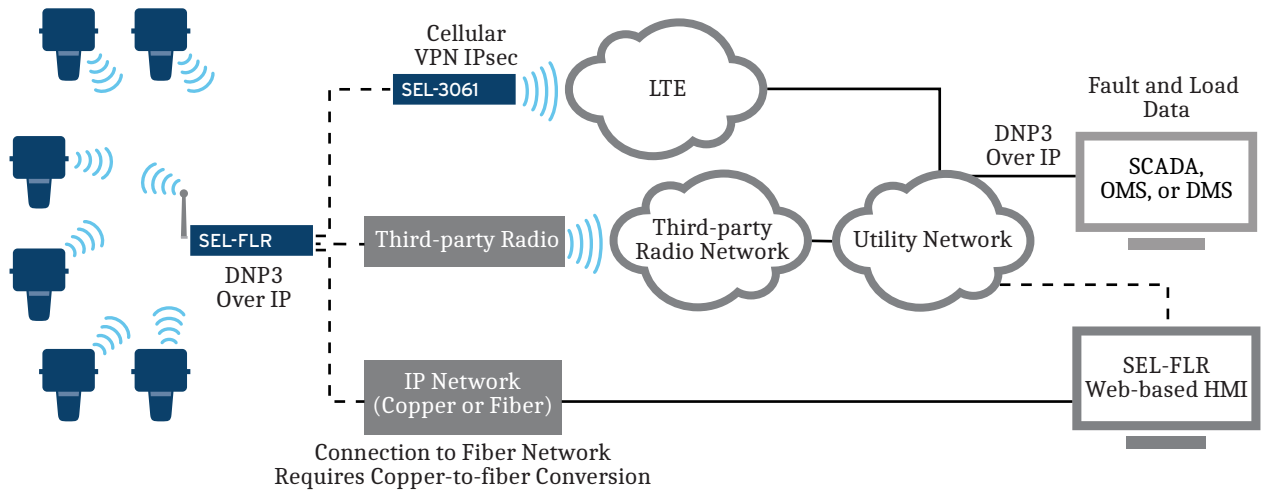 Cellular
VPN IPsec
SEL-3061
LTE
Fault and Load
Data
DNP3
Over IP
SCADA,
OMS, or DMS
SEL-FLR
DNP3
Over IP
Third-party Radio
Third-party
Radio Network
Utility Network
IP Network
(Copper or Fiber)
SEL-FLR
Web-based HMI
Connection to Fiber Network
Requires Copper-to-fiber Conversion